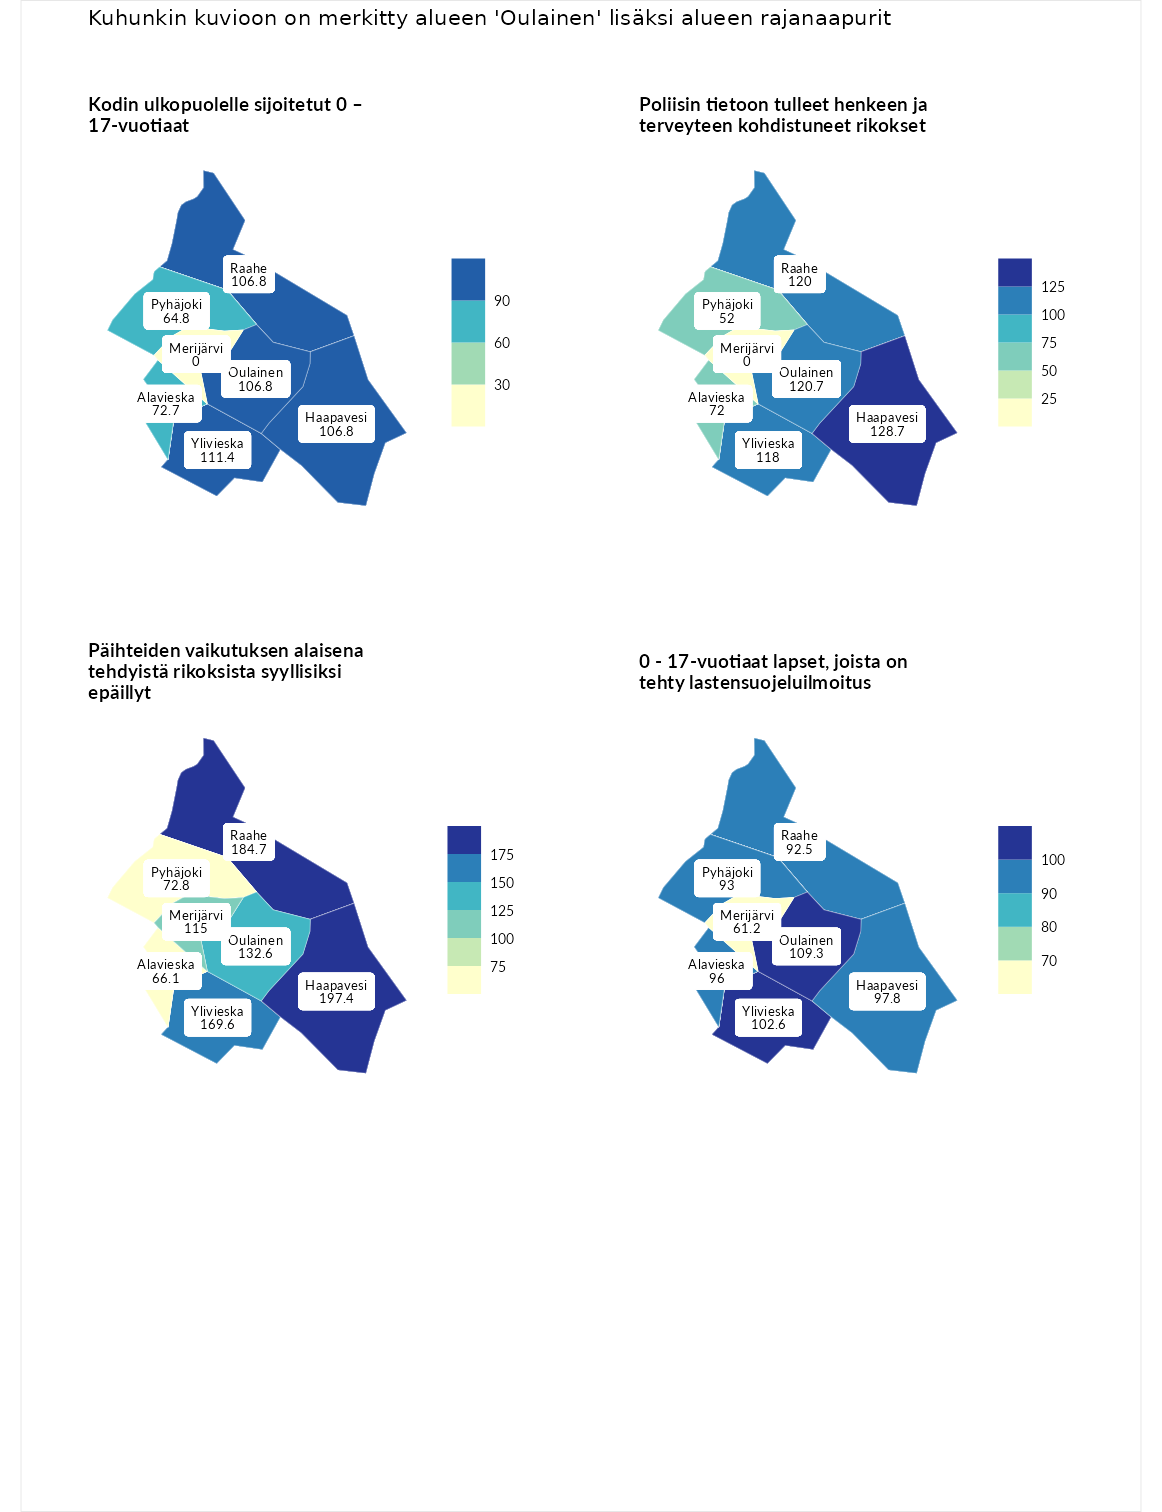 Kuhunkin kuvioon on merkitty alueen 'Oulainen' lisäksi alueen rajanaapurit
Kodin ulkopuolelle sijoitetut 0 –
17-vuotiaat
Raahe
106.8
Pyhäjoki
64.8
Merijärvi
0
Oulainen
106.8
Alavieska
72.7
Haapavesi
106.8
Ylivieska
111.4
90
60
30
Poliisin tietoon tulleet henkeen ja
terveyteen kohdistuneet rikokset
Raahe
120
Pyhäjoki
52
Merijärvi
0
Oulainen
120.7
Alavieska
72
Haapavesi
128.7
Ylivieska
118
125
100
75
50
25
Päihteiden vaikutuksen alaisena
tehdyistä rikoksista syyllisiksi
epäillyt
Raahe
184.7
Pyhäjoki
72.8
Merijärvi
115
Oulainen
132.6
Alavieska
66.1
Haapavesi
197.4
Ylivieska
169.6
175
150
125
100
75
0 - 17-vuotiaat lapset, joista on
tehty lastensuojeluilmoitus
Raahe
92.5
Pyhäjoki
93
Merijärvi
61.2
Oulainen
109.3
Alavieska
96
Haapavesi
97.8
Ylivieska
102.6
100
90
80
70